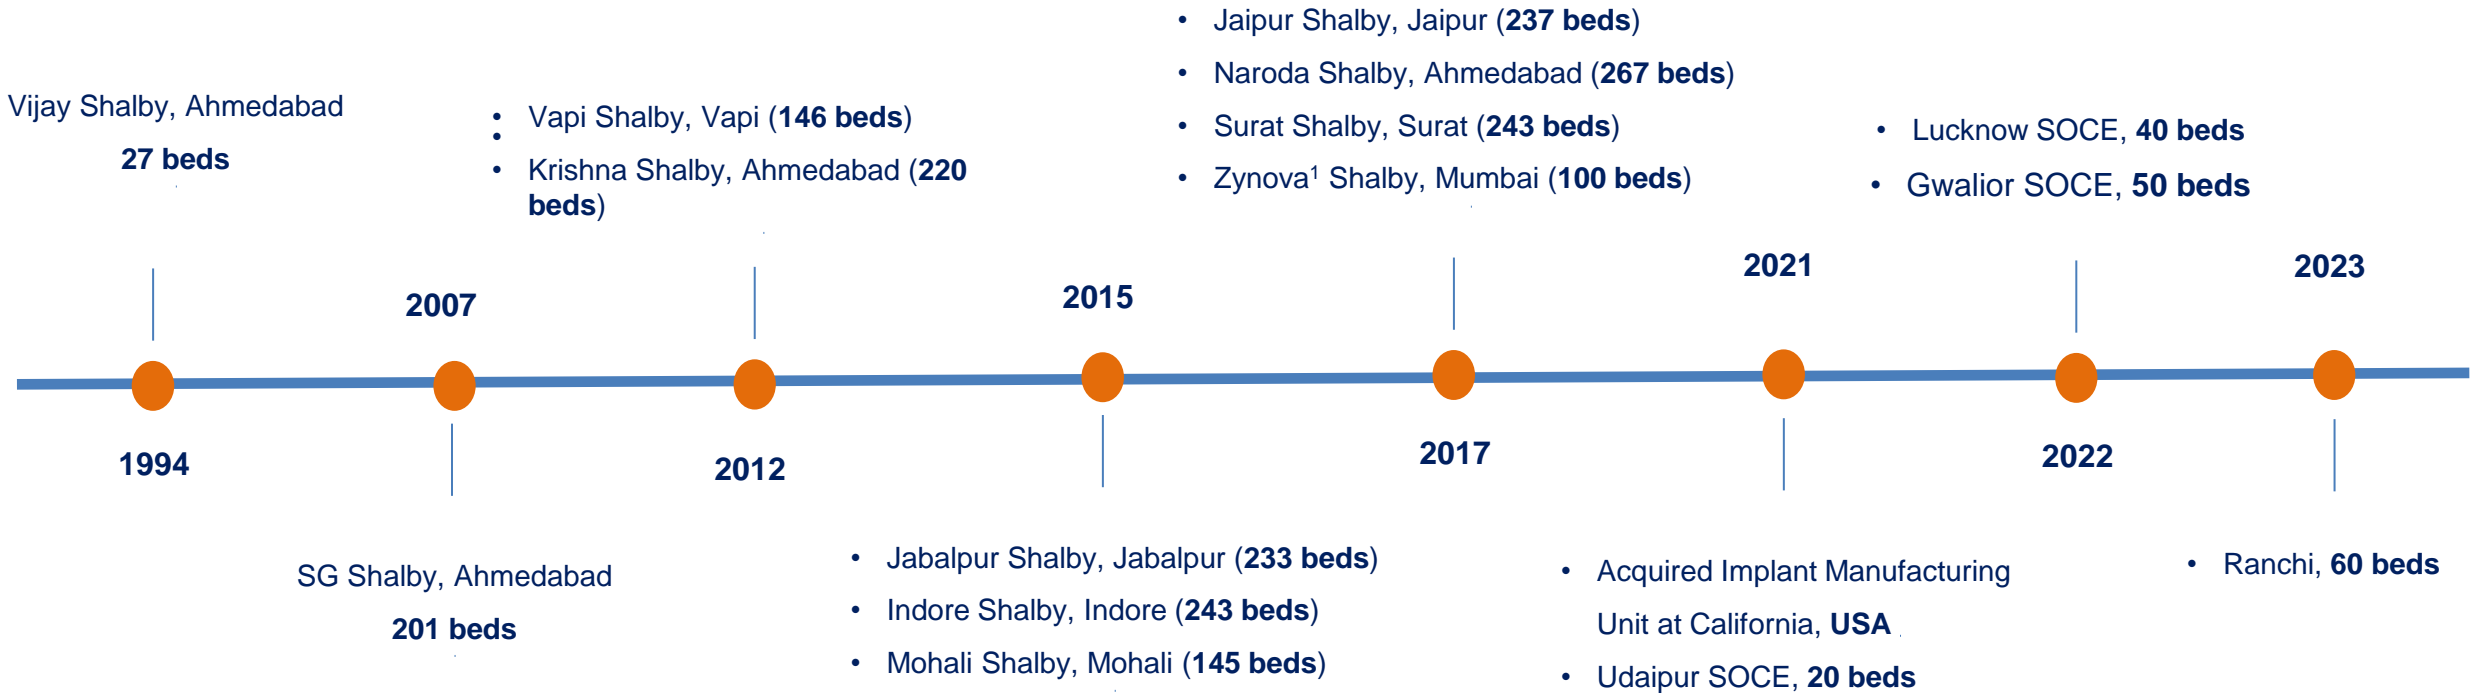 Vijay Shalby, Ahmedabad
27 beds
1994
2007
SG Shalby, Ahmedabad
201 beds
• Vapi Shalby, Vapi (146 beds)
•
• Krishna Shalby, Ahmedabad (220
beds)
2012
2015
• Jabalpur Shalby, Jabalpur (233 beds)
• Indore Shalby, Indore (243 beds)
• Mohali Shalby, Mohali (145 beds)
• Jaipur Shalby, Jaipur (237 beds)
• Naroda Shalby, Ahmedabad (267 beds)
• Surat Shalby, Surat (243 beds)
• Zynova¹ Shalby, Mumbai (100 beds)
2017
2021
• Acquired Implant Manufacturing
Unit at California, USA
• Udaipur SOCE, 20 beds
• Lucknow SOCE, 40 beds
• Gwalior SOCE, 50 beds
2022
2023
• Ranchi, 60 beds